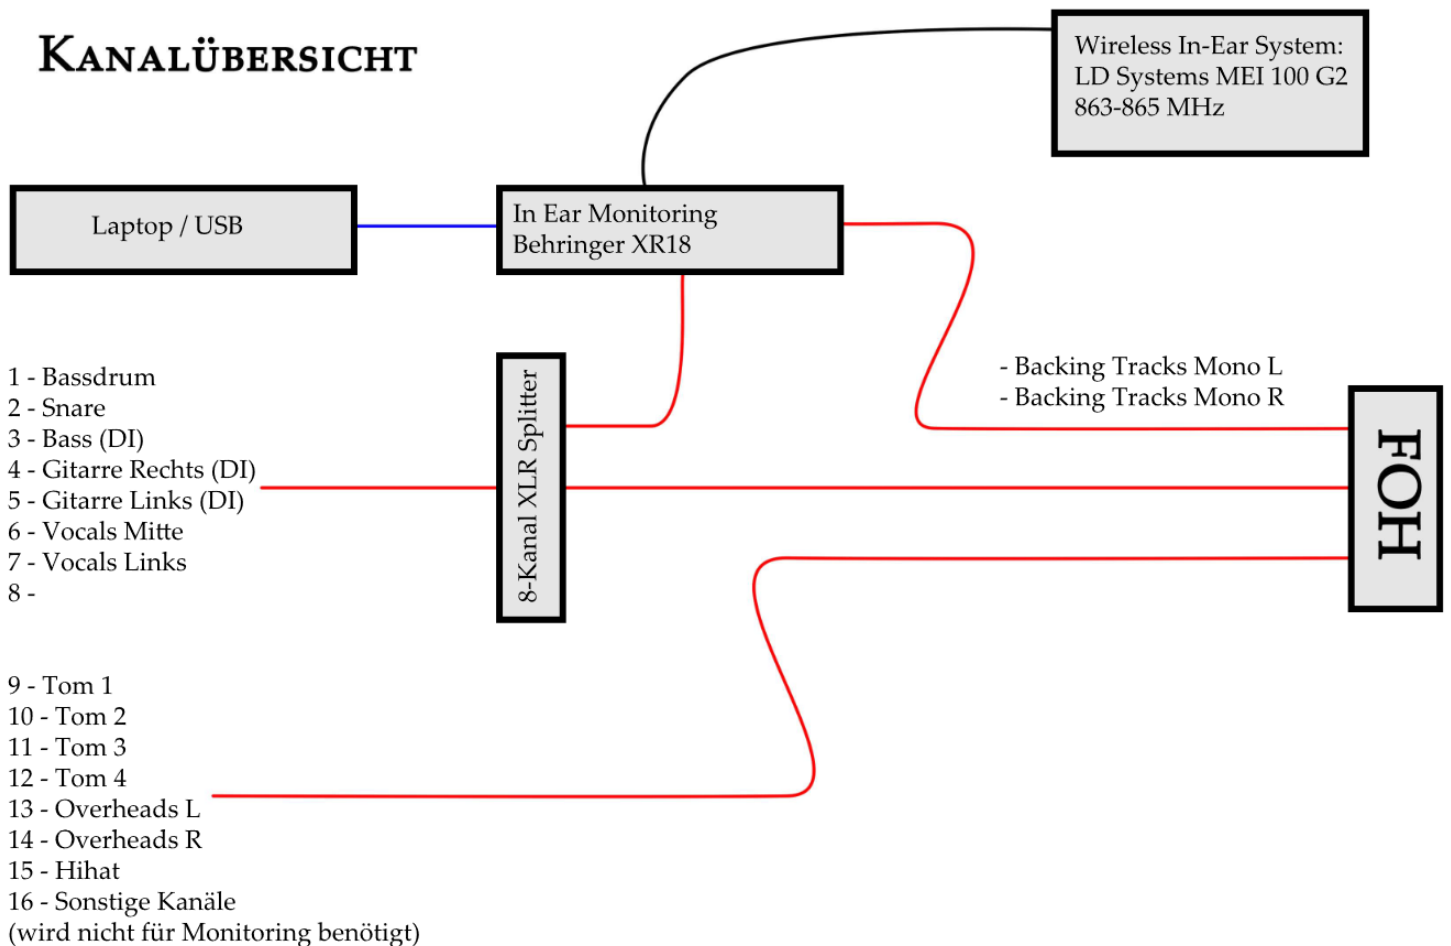 Kanalübersicht
Wireless In-Ear System:
LD Systems MEI 100 G2
863-865 MHz
Laptop / USB
In Ear Monitoring
Behringer XR18
1 - Bassdrum
2 - Snare
3 - Bass (DI)
4 - Gitarre Rechts (DI)
5 - Gitarre Links (DI)
6 - Vocals Mitte
7 - Vocals Links
8 -
8-Kanal XLR Splitter
- Backing Tracks Mono L
- Backing Tracks Mono R
FOH
9 - Tom 1
10 - Tom 2
11 - Tom 3
12 - Tom 4
13 - Overheads L
14 - Overheads R
15 - Hihat
16 - Sonstige Kanäle
(wird nicht für Monitoring benötigt)